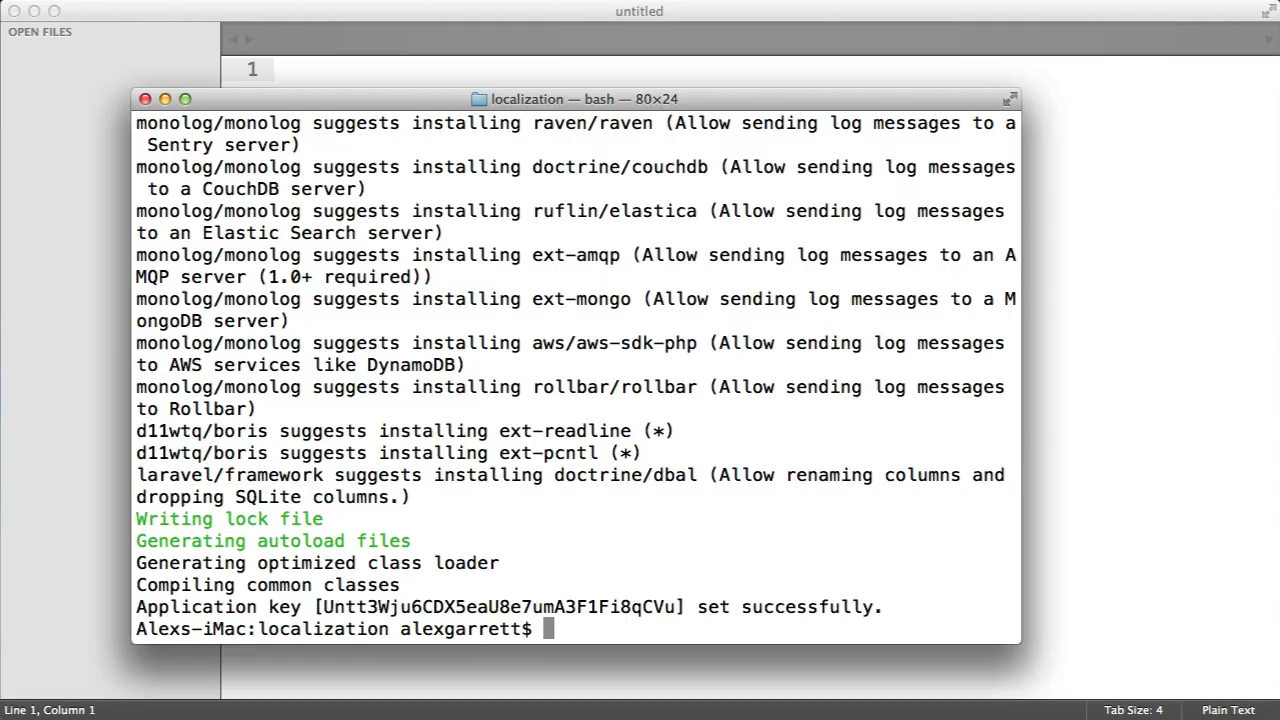 untitled
OPEN FILES
1
localization — bash — 80×24
monolog/monolog suggests installing raven/raven (Allow sending log messages to a
 Sentry server)
monolog/monolog suggests installing doctrine/couchdb (Allow sending log messages
 to a CouchDB server)
monolog/monolog suggests installing ruflin/elastica (Allow sending log messages
to an Elastic Search server)
monolog/monolog suggests installing ext-amqp (Allow sending log messages to an A
MQP server (1.0+ required))
monolog/monolog suggests installing ext-mongo (Allow sending log messages to a M
ongoDB server)
monolog/monolog suggests installing aws/aws-sdk-php (Allow sending log messages
to AWS services like DynamoDB)
monolog/monolog suggests installing rollbar/rollbar (Allow sending log messages
to Rollbar)
d11wtq/boris suggests installing ext-readline (*)
d11wtq/boris suggests installing ext-pcntl (*)
laravel/framework suggests installing doctrine/dbal (Allow renaming columns and
dropping SQLite columns.)
Writing lock file
Generating autoload files
Generating optimized class loader
Compiling common classes
Application key [Untt3Wju6CDX5eaU8e7umA3F1Fi8qCVu] set successfully.
Alexs-iMac:localization alexgarrett$
Line 1, Column 1
Tab Size: 4
Plain Text